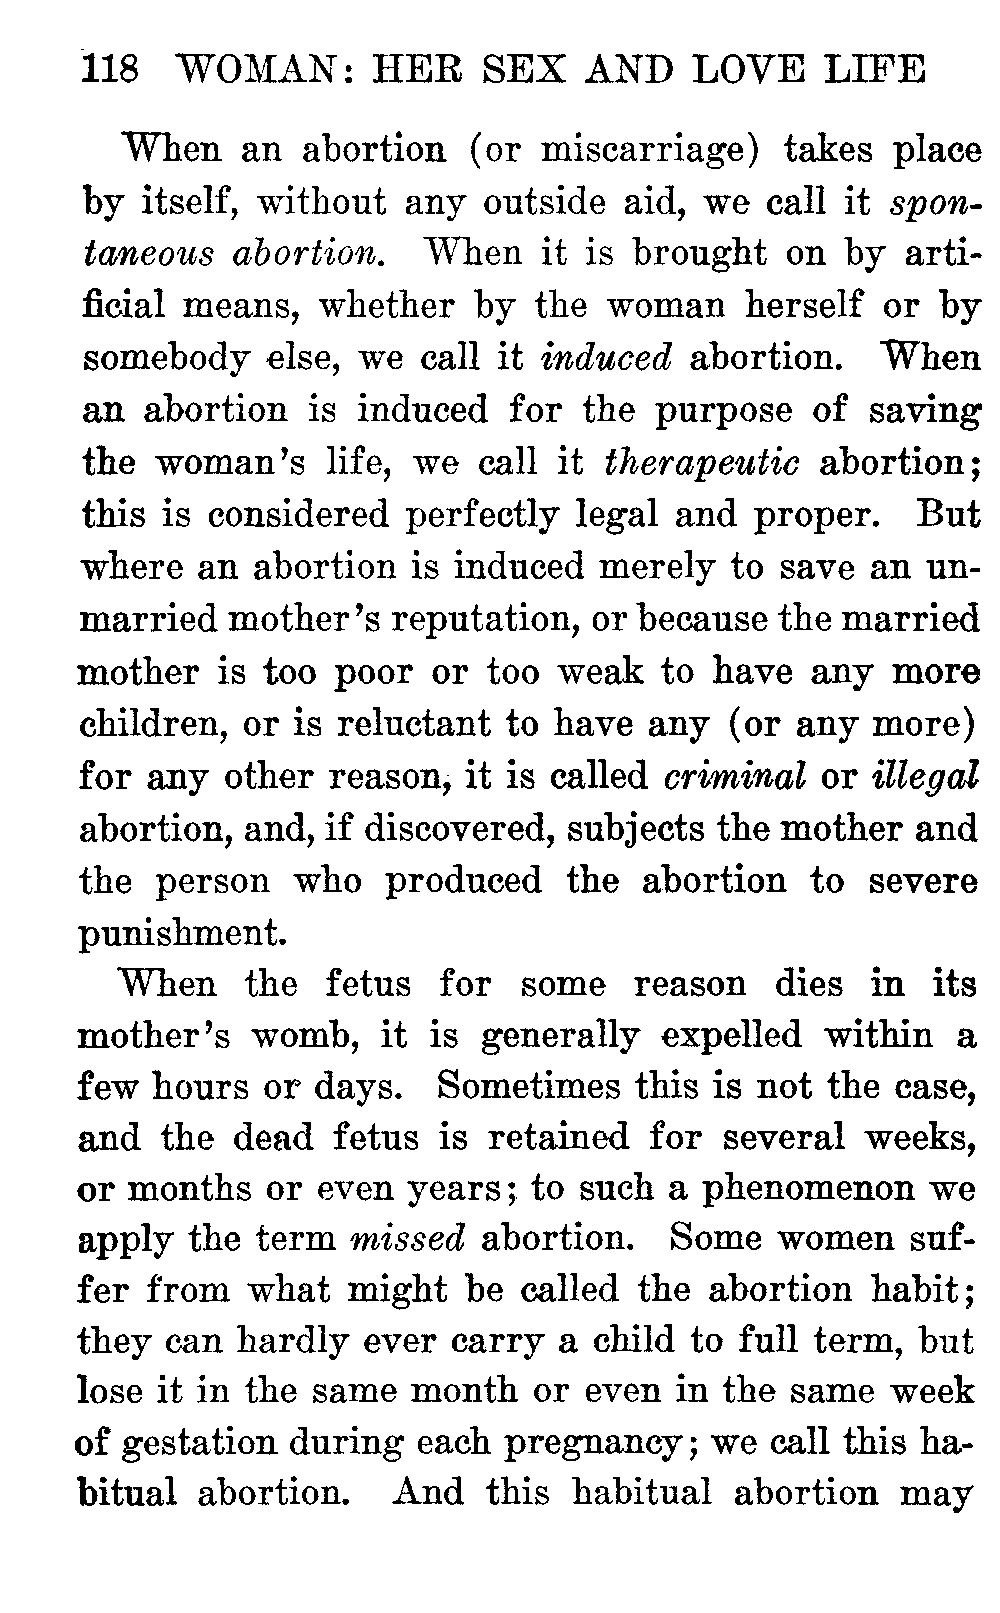 118 WOMAN: HER SEX AND LOVE LIFE
When an abortion (or miscarriage) takes place
by itself, without any outside aid, we call it spon-
taneous abortion. When it is brought on by arti-
ficial means, whether by the woman herself or by
somebody else, we call it induced abortion. When
an abortion is induced for the purpose of saving
the woman's life, we call it therapeutic abortion;
this is considered perfectly legal and proper. But
where an abortion is induced merely to save an un-
married mother's reputation, or because the married
mother is too poor or too weak to have any more
children, or is reluctant to have any (or any more)
for any other reason, it is called criminal or illegal
abortion, and, if discovered, subjects the mother and
the person who produced the abortion to severe
punishment.
When the fetus for some reason dies in its
mother's womb, it is generally expelled within a
few hours or days. Sometimes this is not the case,
and the dead fetus is retained for several weeks,
or months or even years; to such a phenomenon we
apply the term missed abortion. Some women suf-
fer from what might be called the abortion habit;
they can hardly ever carry a child to full term, but
lose it in the same month or even in the same week
of gestation during each pregnancy; we call this ha-
bitual abortion. And this habitual abortion may